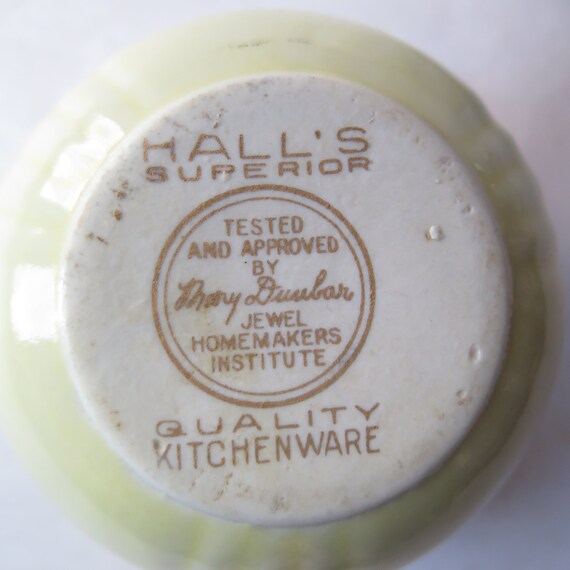 HALL'S
SUPERIOR
TESTED
AND APPROVED
BY
Mary Dunbar
JEWEL
HOMEMAKERS
INSTITUTE
QUALITY
KITCHENWARE